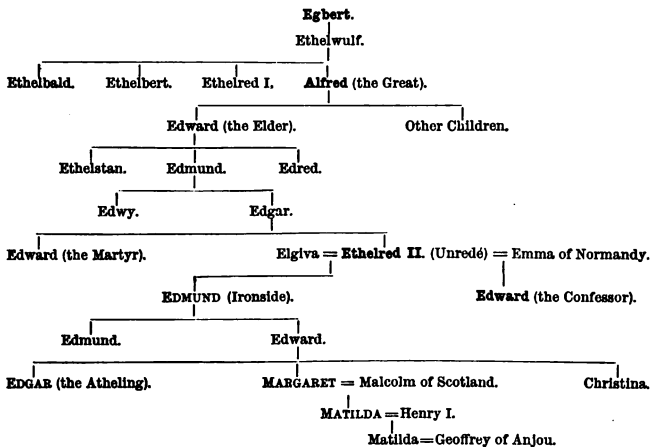 Egbert.
Ethelwulf.
Ethelbald. Ethelbert. Ethelred I. Alfred (the Great).
Edward (the Elder). Other Children.
Ethelstan. Edmund. Edred.
Edwy. Edgar.
Edward (the Martyr). Elgiva = Ethelred II. (Unredé) = Emma of Normandy.
EDMUND (Ironside). Edward (the Confessor).
Edmund. Edward.
EDGAR (the Atheling). MARGARET = Malcolm of Scotland. Christina.
MATILDA = Henry I.
Matilda = Geoffrey of Anjou.